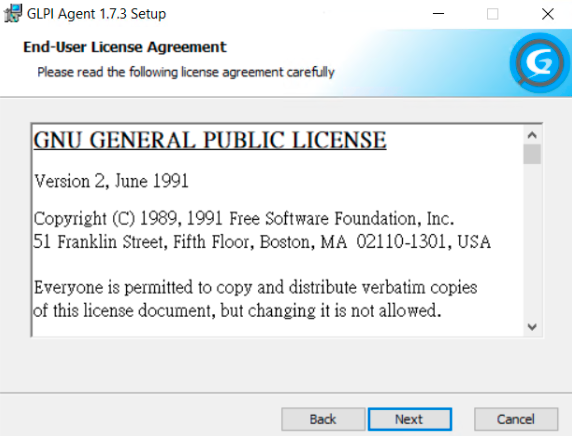 GLPI Agent 1.7.3 Setup
End-User License Agreement
Please read the following license agreement carefully
GNU GENERAL PUBLIC LICENSE
Version 2, June 1991
Copyright (C) 1989, 1991 Free Software Foundation, Inc.
51 Franklin Street, Fifth Floor, Boston, MA  02110-1301, USA
Everyone is permitted to copy and distribute verbatim copies
of this license document, but changing it is not allowed.
Back
Next
Cancel